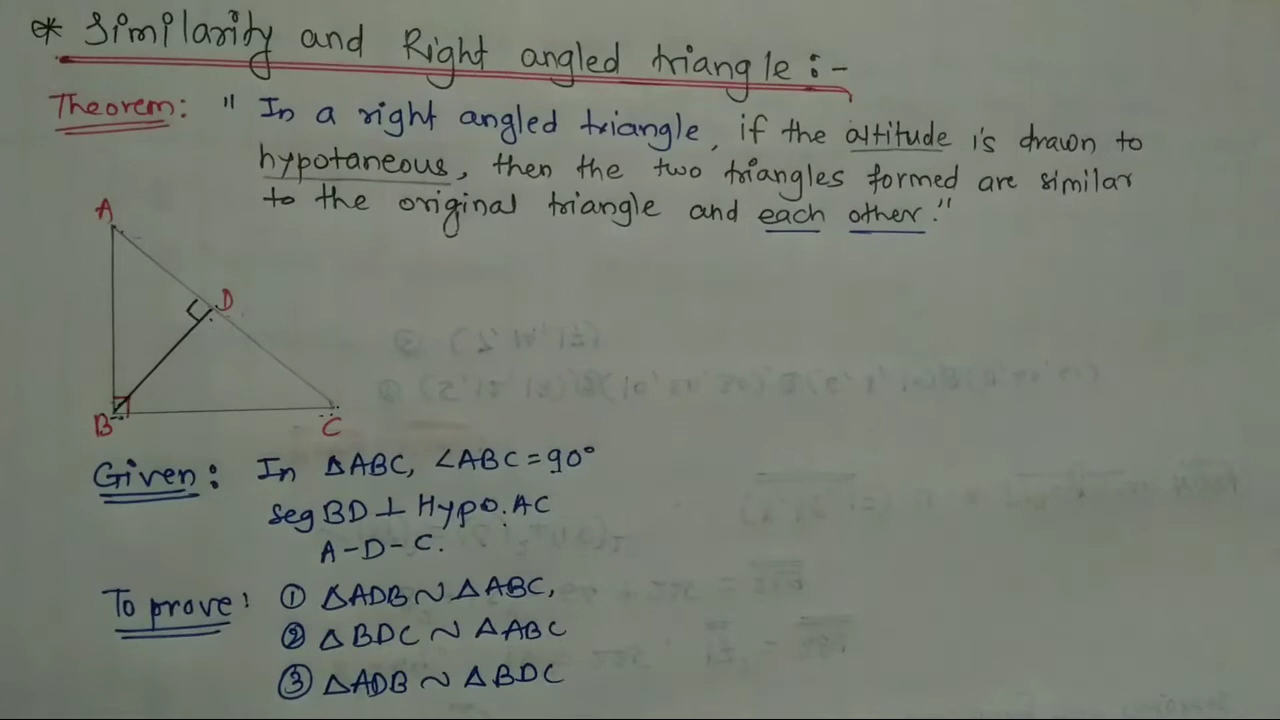 * Similarity and Right angled triangle :-
Theorem: " In a right angled triangle, if the altitude is drawn to
hypotaneous, then the two triangles formed are similar
to the original triangle and each other."
A
D
B
C
Given: In ΔABC, ∠ABC = 90°
seg BD ⊥ Hypo. AC
A-D-C.
To prove: ① ΔADB ~ ΔABC,
② ΔBDC ~ ΔABC
③ ΔADB ~ ΔBDC